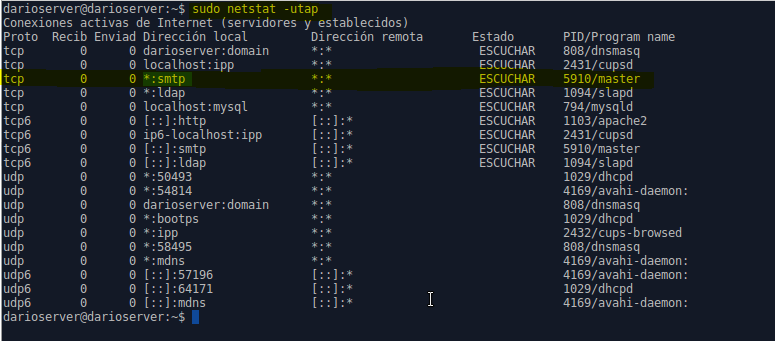 darioserver@darioserver:~$ sudo netstat -utap
Conexiones activas de Internet (servidores y establecidos)
Proto  Recib Enviad Dirección local         Dirección remota       Estado      PID/Program name
tcp        0      0 darioserver:domain      *:*                    ESCUCHAR    808/dnsmasq
tcp        0      0 localhost:ipp           *:*                    ESCUCHAR    2431/cupsd
tcp        0      0 *:smtp                  *:*                    ESCUCHAR    5910/master
tcp        0      0 *:ldap                  *:*                    ESCUCHAR    1094/slapd
tcp        0      0 localhost:mysql         *:*                    ESCUCHAR    794/mysqld
tcp6       0      0 [::]:http               [::]:*                 ESCUCHAR    1103/apache2
tcp6       0      0 ip6-localhost:ipp       [::]:*                 ESCUCHAR    2431/cupsd
tcp6       0      0 [::]:smtp               [::]:*                 ESCUCHAR    5910/master
tcp6       0      0 [::]:ldap               [::]:*                 ESCUCHAR    1094/slapd
udp        0      0 *:50493                 *:*                                1029/dhcpd
udp        0      0 *:54814                 *:*                                4169/avahi-daemon:
udp        0      0 darioserver:domain      *:*                                808/dnsmasq
udp        0      0 *:bootps                *:*                                1029/dhcpd
udp        0      0 *:ipp                   *:*                                2432/cups-browsed
udp        0      0 *:58495                 *:*                                808/dnsmasq
udp        0      0 *:mdns                  *:*                                4169/avahi-daemon:
udp6       0      0 [::]:57196              [::]:*                             4169/avahi-daemon:
udp6       0      0 [::]:64171              [::]:*                             1029/dhcpd
udp6       0      0 [::]:mdns               [::]:*                             4169/avahi-daemon:
darioserver@darioserver:~$